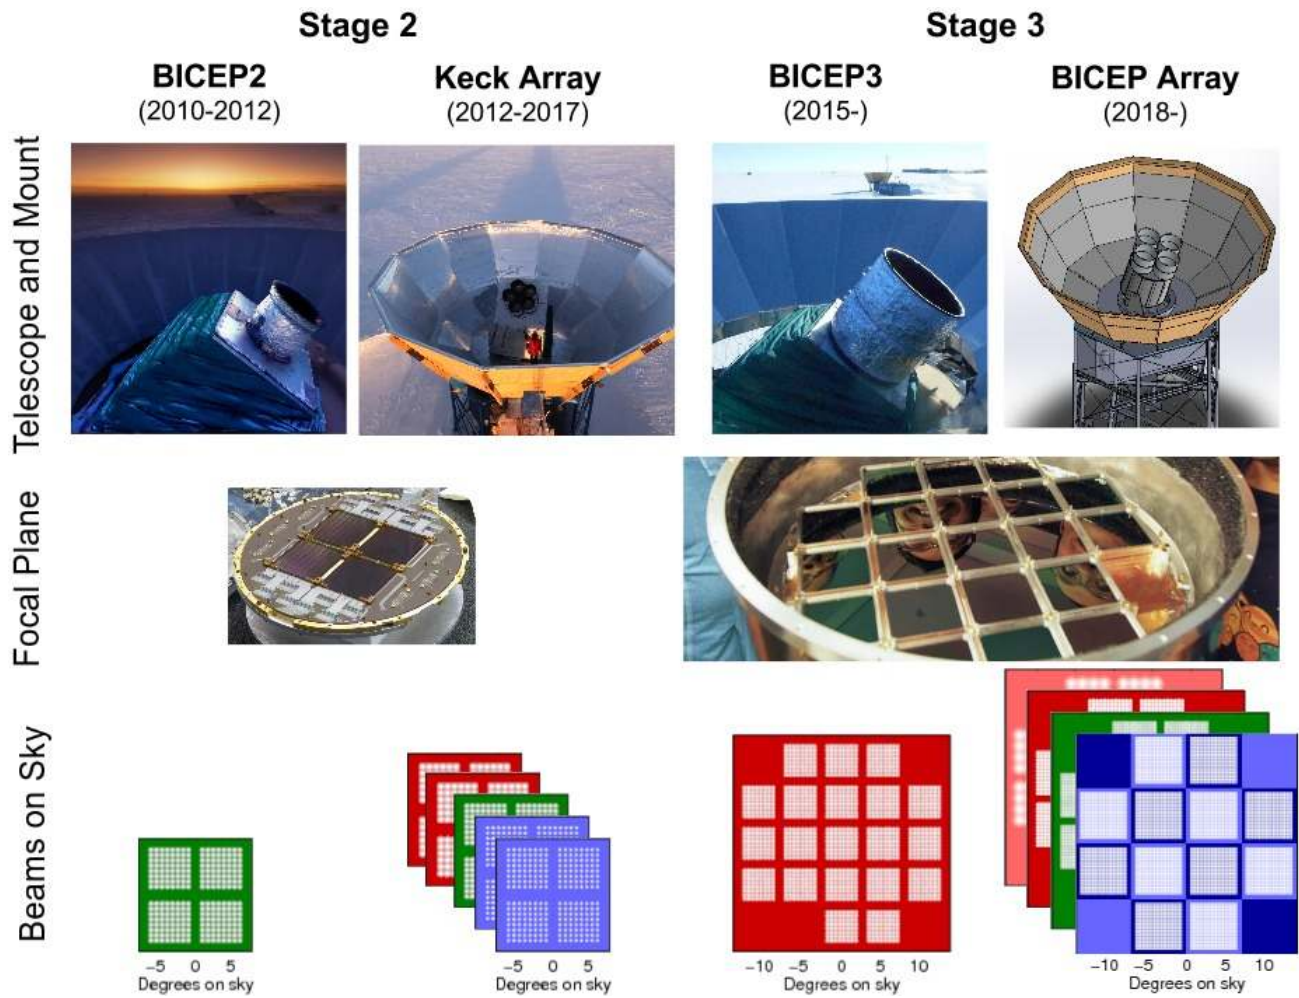 Stage 2
Stage 3
BICEP2
(2010-2012)
Keck Array
(2012-2017)
BICEP3
(2015-)
BICEP Array
(2018-)
Telescope and Mount
Focal Plane
Beams on Sky
−5 0 5
Degrees on sky
−5 0 5
Degrees on sky
−10 −5 0 5 10
Degrees on sky
−10 −5 0 5 10
Degrees on sky